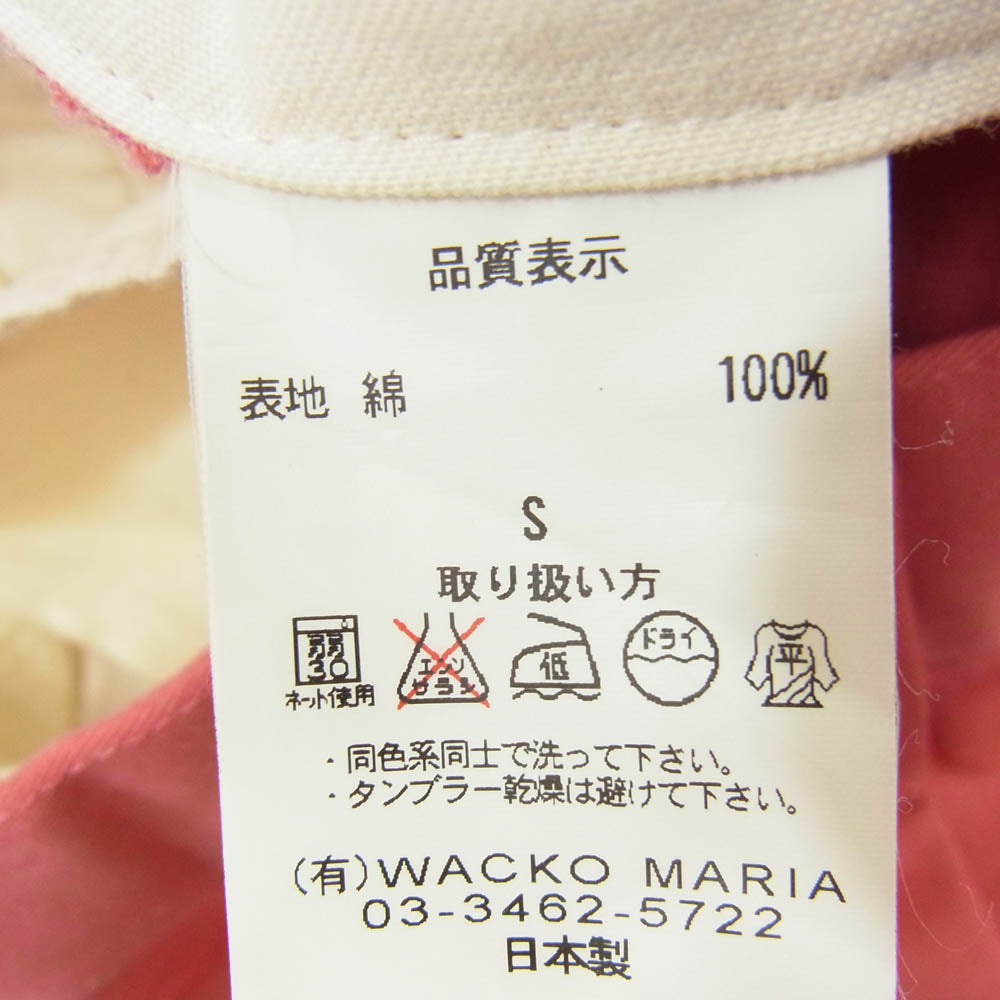 品質表示
表地 綿 100%
S
取り扱い方
弱 30 エンソサラシ 低 ドライ 平
ネット使用
・同色系同士で洗って下さい。
・タンブラー乾燥は避けて下さい。
(有)WACKO MARIA
03-3462-5722
日本製